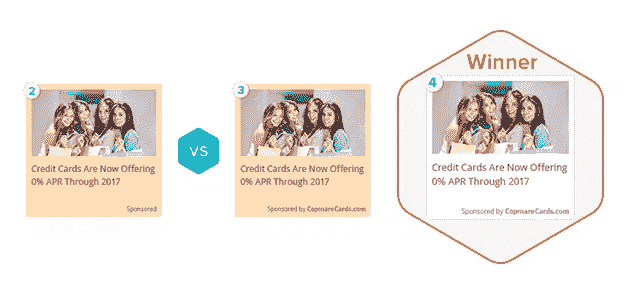 Winner
2
Credit Cards Are Now Offering
0% APR Through 2017
Sponsored
VS
3
Credit Cards Are Now Offering
0% APR Through 2017
Sponsored by CopmareCards.com
4
Credit Cards Are Now Offering
0% APR Through 2017
Sponsored by CopmareCards.com